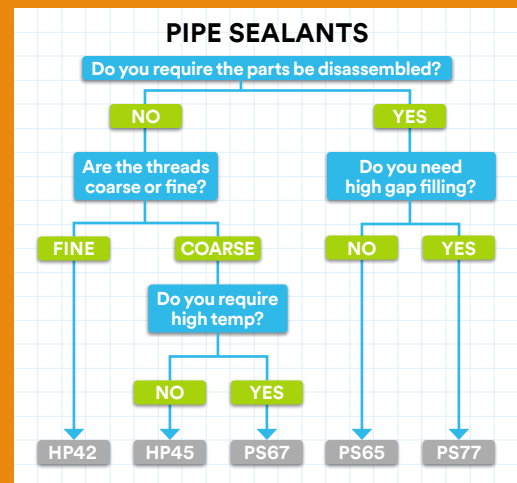 PIPE SEALANTS
Do you require the parts be disassembled?
NO
YES
Are the threads
coarse or fine?
Do you need
high gap filling?
FINE
COARSE
NO
YES
Do you require
high temp?
NO
YES
HP42
HP45
PS67
PS65
PS77